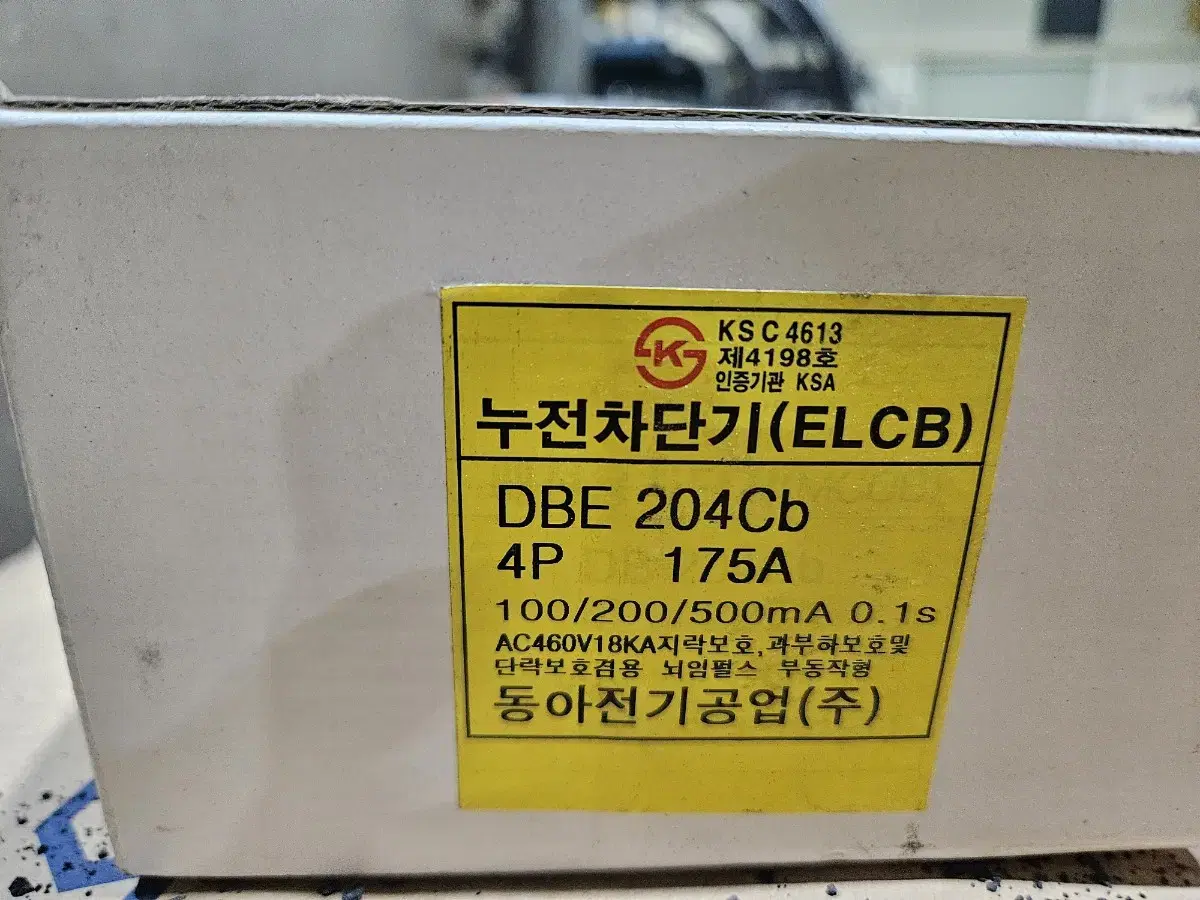 KS C 4613
제4198호
인증기관 KSA
누전차단기(ELCB)
DBE 204Cb
4P 175A
100/200/500mA 0.1s
AC460V18KA지락보호,과부하보호및
단락보호겸용 뇌임펄스 부동작형
동아전기공업(주)